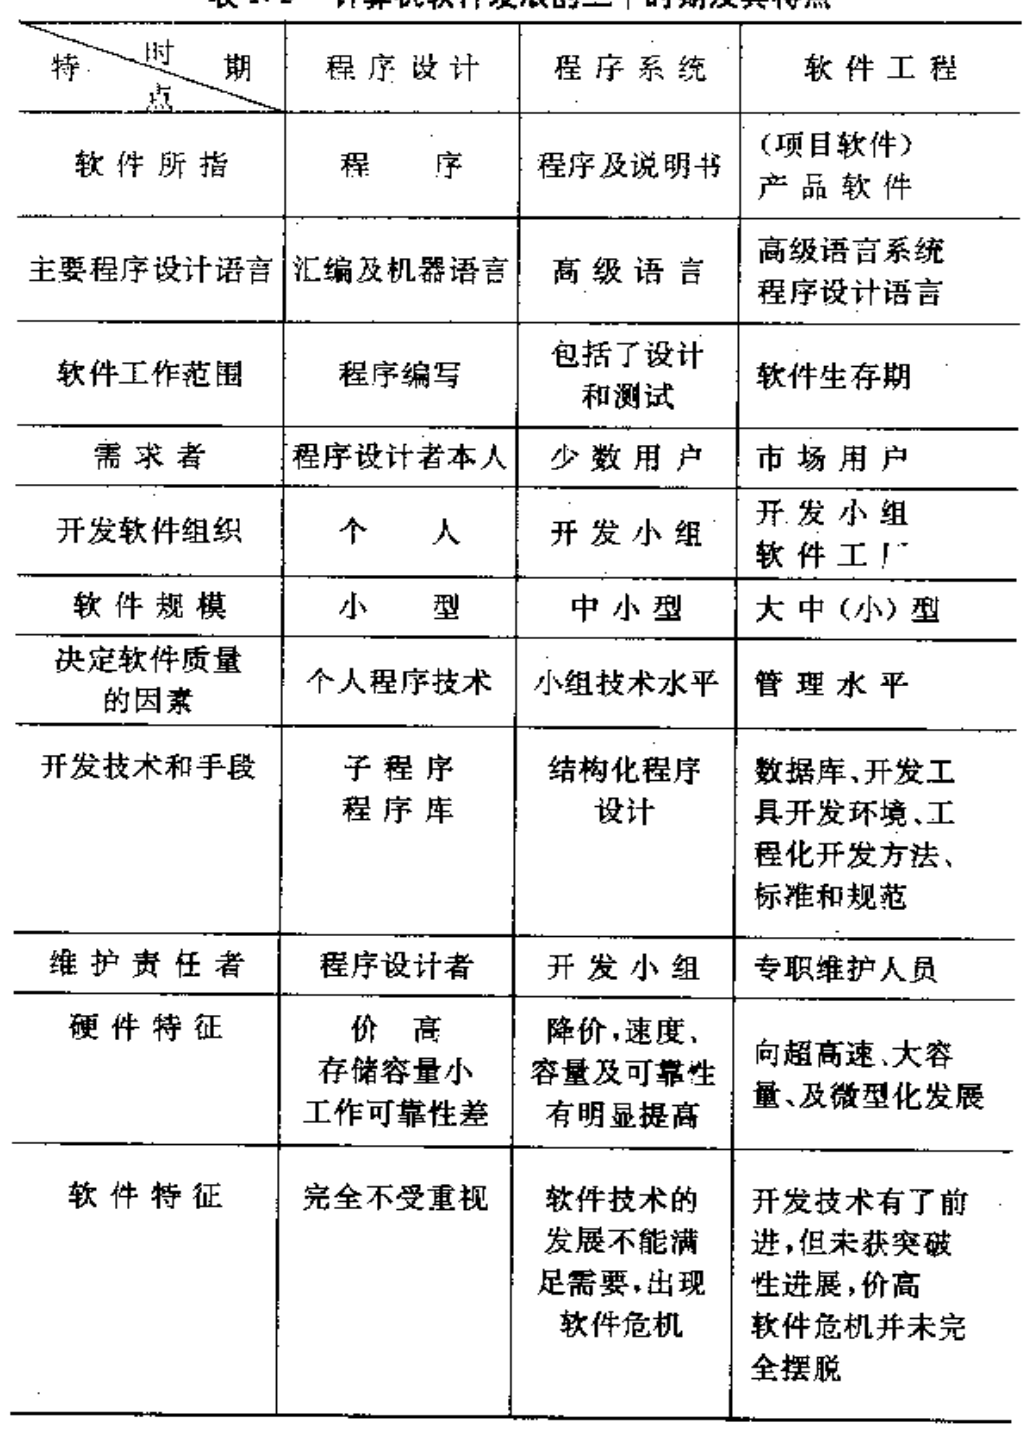 计算机软件发展的三个时期及其特点
特 时 期 点 程序设计 程序系统 软件工程
软件所指 程 序 程序及说明书 (项目软件)
产品软件
主要程序设计语言 汇编及机器语言 高级语言 高级语言系统
程序设计语言
软件工作范围 程序编写 包括了设计 软件生存期
和测试
需求者 程序设计者本人 少数用户 市场用户
开发软件组织 个 人 开发小组 开发小组
软件工厂
软件规模 小 型 中小型 大中(小)型
决定软件质量 个人程序技术 小组技术水平 管理水平
的因素
开发技术和手段 子程序 结构化程序 数据库、开发工
程序库 设计 具开发环境、工
程化开发方法、
标准和规范
维护责任者 程序设计者 开发小组 专职维护人员
硬件特征 价 高 降价,速度、 向超高速、大容
存储容量小 容量及可靠性 量、及微型化发展
工作可靠性差 有明显提高
软件特征 完全不受重视 软件技术的 开发技术有了前
发展不能满 进,但未获突破
足需要,出现 性进展,价高
软件危机 软件危机并未完
全摆脱